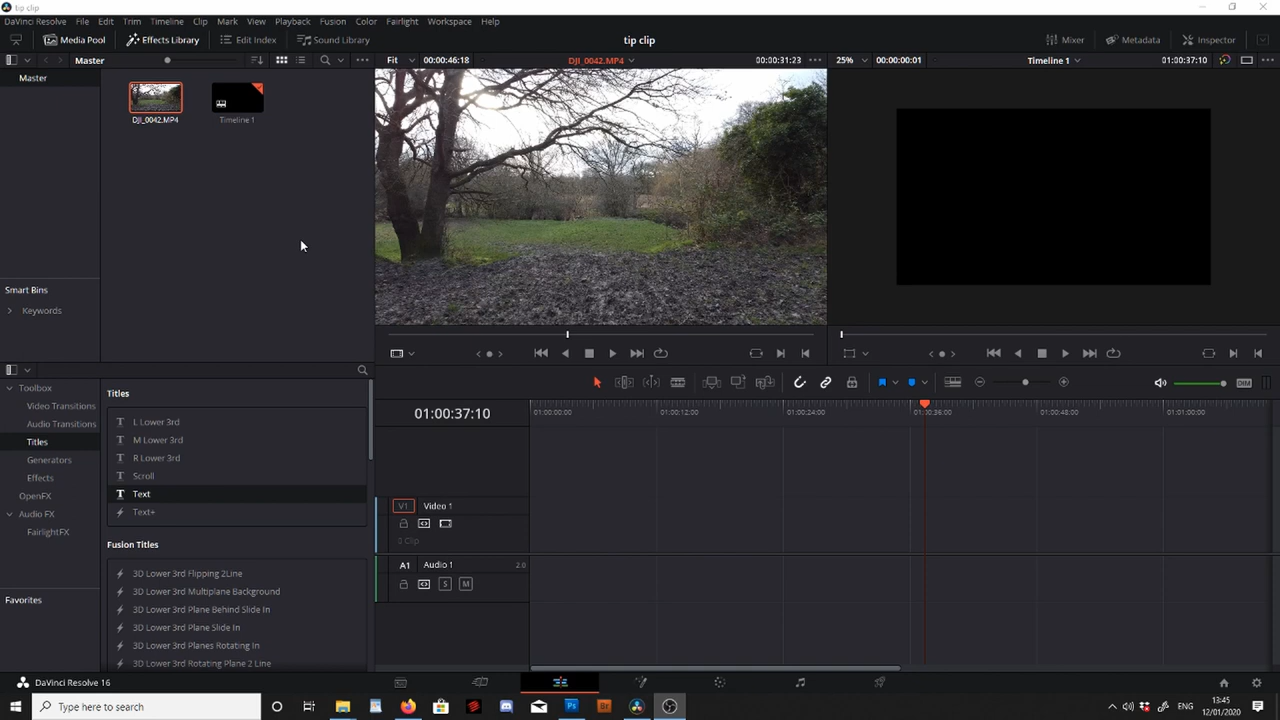 tip clip
DaVinci Resolve File Edit Trim Timeline Clip Mark View Playback Fusion Color Fairlight Workspace Help
Media Pool Effects Library Edit Index Sound Library tip clip Mixer Metadata Inspector
Master Fit 00:00:46:18 DJI_0042.MP4 00:00:31:23 25% 00:00:00:01 Timeline 1 01:00:37:10
Master
DJI_0042.MP4 Timeline 1
Smart Bins
Keywords
Toolbox
Video Transitions
Audio Transitions
Titles
Generators
Effects
OpenFX
Audio FX
FairlightFX
Favorites
Titles
L Lower 3rd
M Lower 3rd
R Lower 3rd
Scroll
Text
Text+
Fusion Titles
3D Lower 3rd Flipping 2Line
3D Lower 3rd Multiplane Background
3D Lower 3rd Plane Behind Slide In
3D Lower 3rd Plane Slide In
3D Lower 3rd Planes Rotating In
3D Lower 3rd Rotating Plane 2 Line
DIM
01:00:37:10 01:00:00:00 01:00:12:00 01:00:24:00 01:00:36:00 01:00:48:00 01:01:00:00
V1 Video 1
0 Clip
A1 Audio 1 2.0
S M
DaVinci Resolve 16
Type here to search
Ps Br
ENG
13:45
12/01/2020